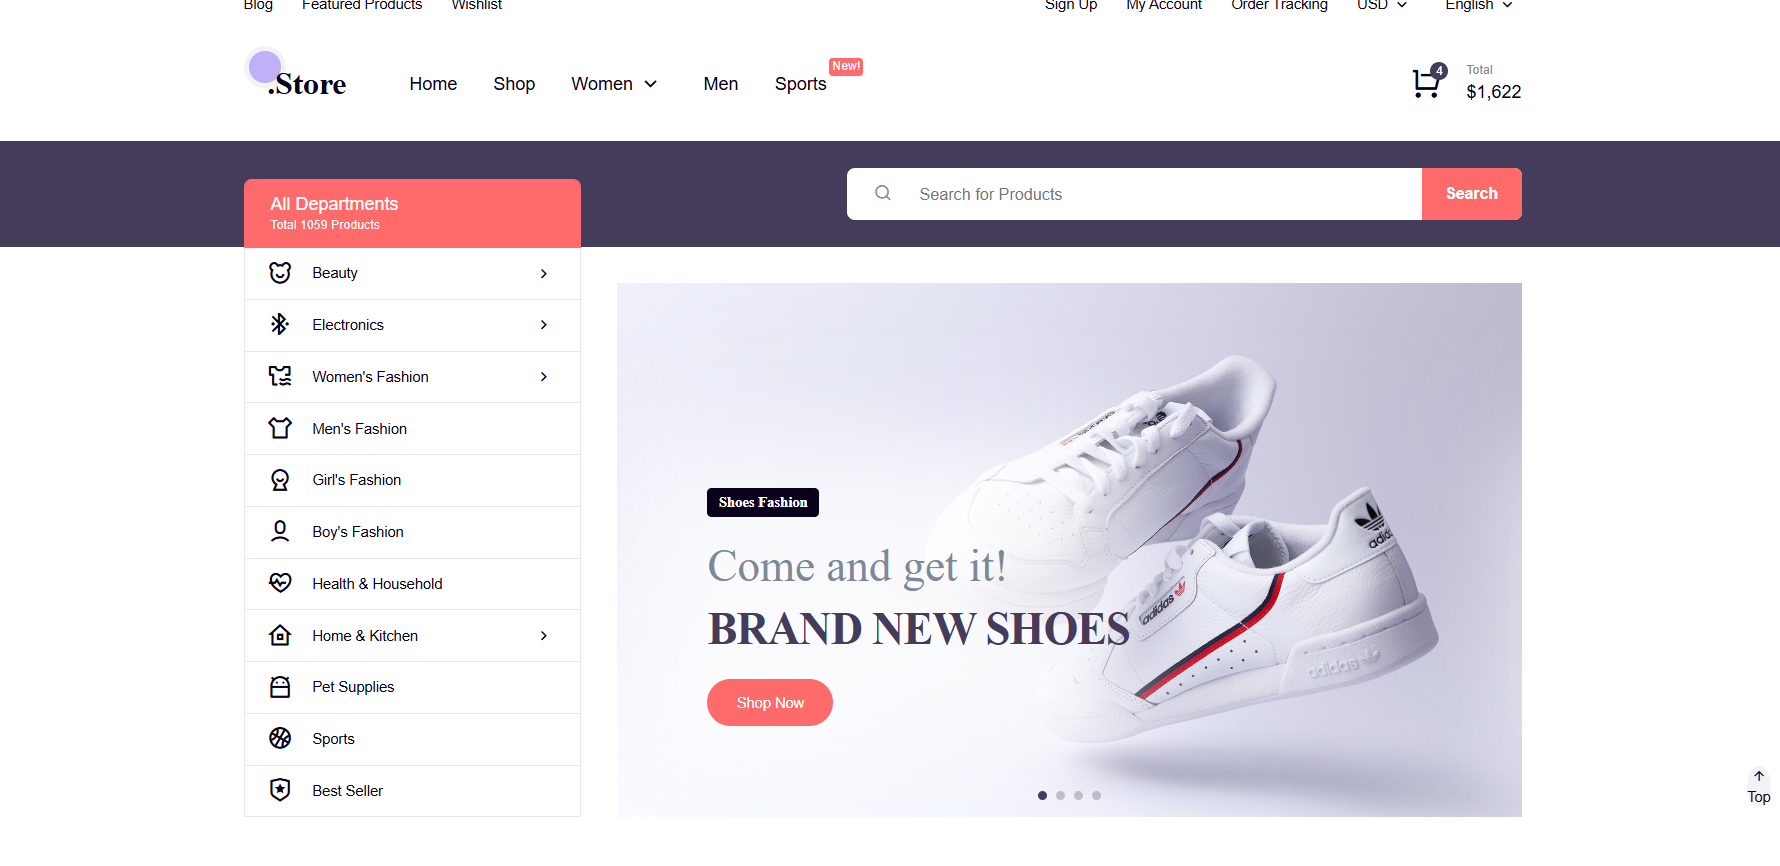 Blog Featured Products Wishlist Sign Up My Account Order Tracking USD English
.Store Home Shop Women Men Sports New! 4 Total
$1,622
Search for Products Search
All Departments
Total 1059 Products
Beauty
Electronics
Women's Fashion
Men's Fashion
Girl's Fashion
Boy's Fashion
Health & Household
Home & Kitchen
Pet Supplies
Sports
Best Seller
Shoes Fashion
Come and get it!
BRAND NEW SHOES
Shop Now
adidas
adidas
adidas
Top